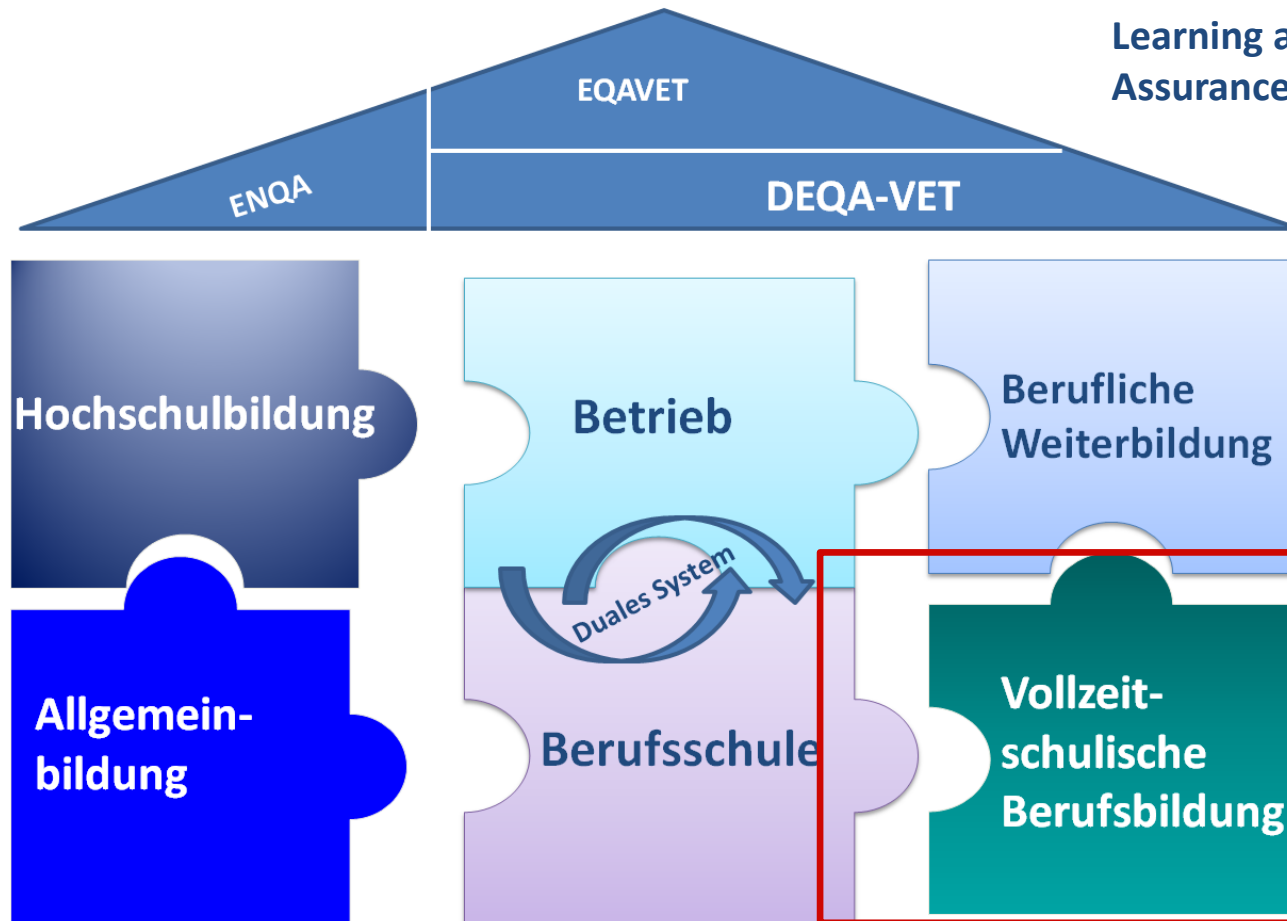 Learning a
Assurance
EQAVET
ENQA
DEQA-VET
Hochschulbildung
Betrieb
Berufliche
Weiterbildung
Duales System
Allgemein-
bildung
Berufsschule
Vollzeit-
schulische
Berufsbildung